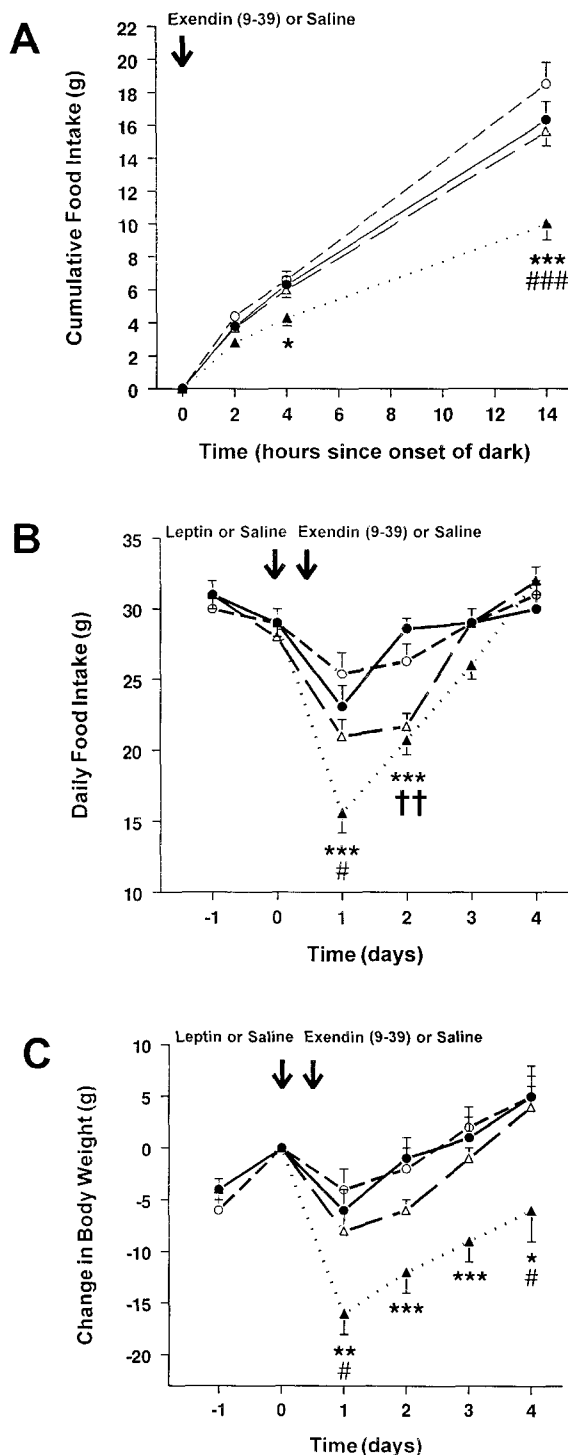 A
Exendin (9-39) or Saline
Cumulative Food Intake (g)
22
20
18
16
14
12
10
8
6
4
2
0
***
###
*
0 2 4 6 8 10 12 14
Time (hours since onset of dark)
B
Leptin or Saline Exendin (9-39) or Saline
Daily Food Intake (g)
35
30
25
20
15
10
***
††
***
#
-1 0 1 2 3 4
Time (days)
C
Leptin or Saline Exendin (9-39) or Saline
Change in Body Weight (g)
10
5
0
-5
-10
-15
-20
**
#
***
***
*
#
-1 0 1 2 3 4
Time (days)